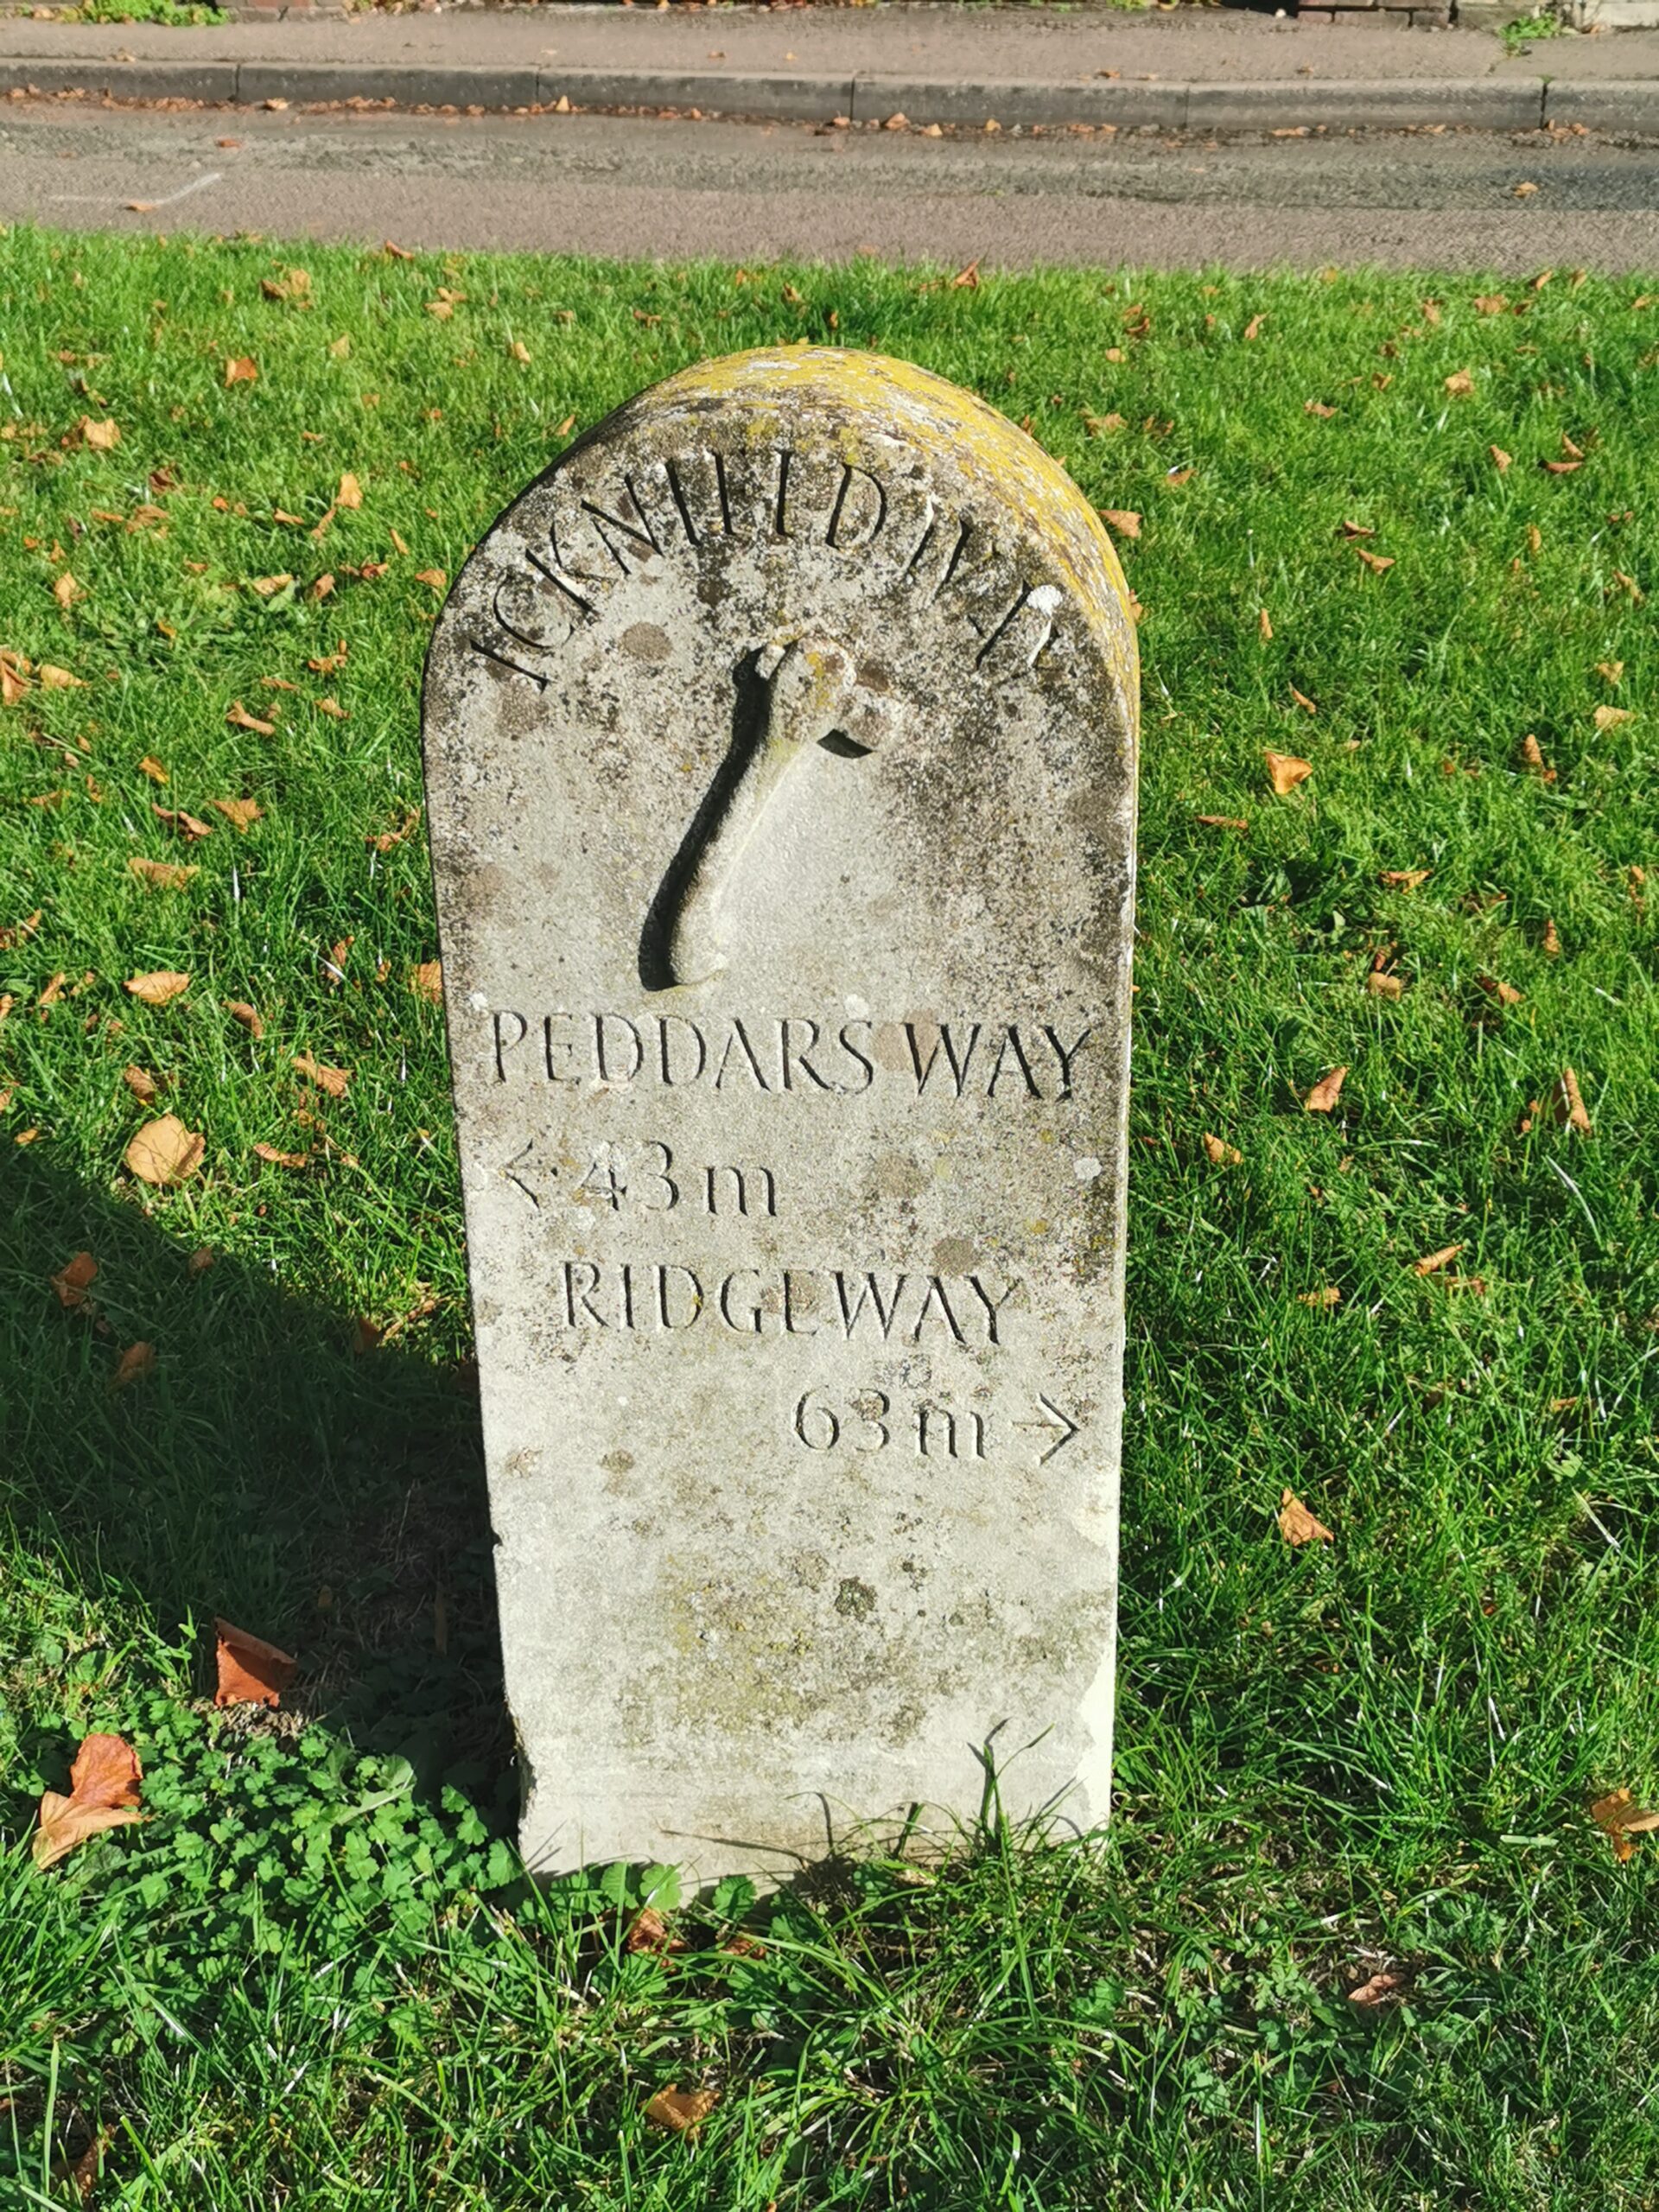 ICKNIELD WAY
PEDDARS WAY
< 43m
RIDGEWAY
63m →